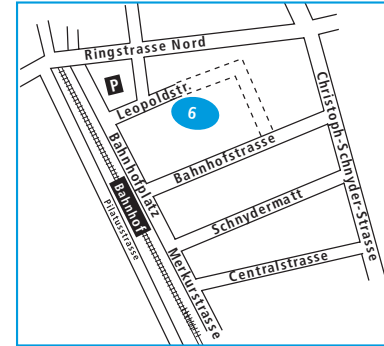 Ringstrasse Nord
P
Leopoldstr.
6
Christoph-Schnyder-Strasse
Bahnhofplatz
Bahnhofstrasse
Bahnhof
Pilatusstrasse
Schnydermatt
Merkurstrasse
Centralstrasse